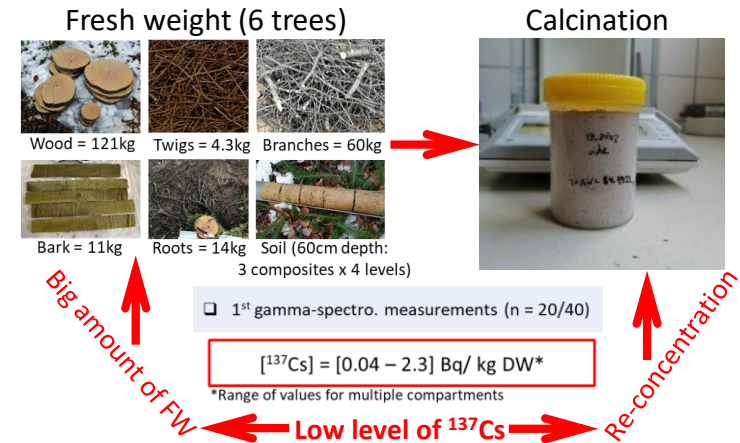 Fresh weight (6 trees)
Calcination
Wood = 121kg
Twigs = 4.3kg
Branches = 60kg
Bark = 11kg
Roots = 14kg
Soil (60cm depth:
3 composites x 4 levels)
Big amount of FW
Re-concentration
❑ 1st gamma-spectro. measurements (n = 20/40)
[¹³⁷Cs] = [0.04 – 2.3] Bq/ kg DW*
*Range of values for multiple compartments
Low level of ¹³⁷Cs